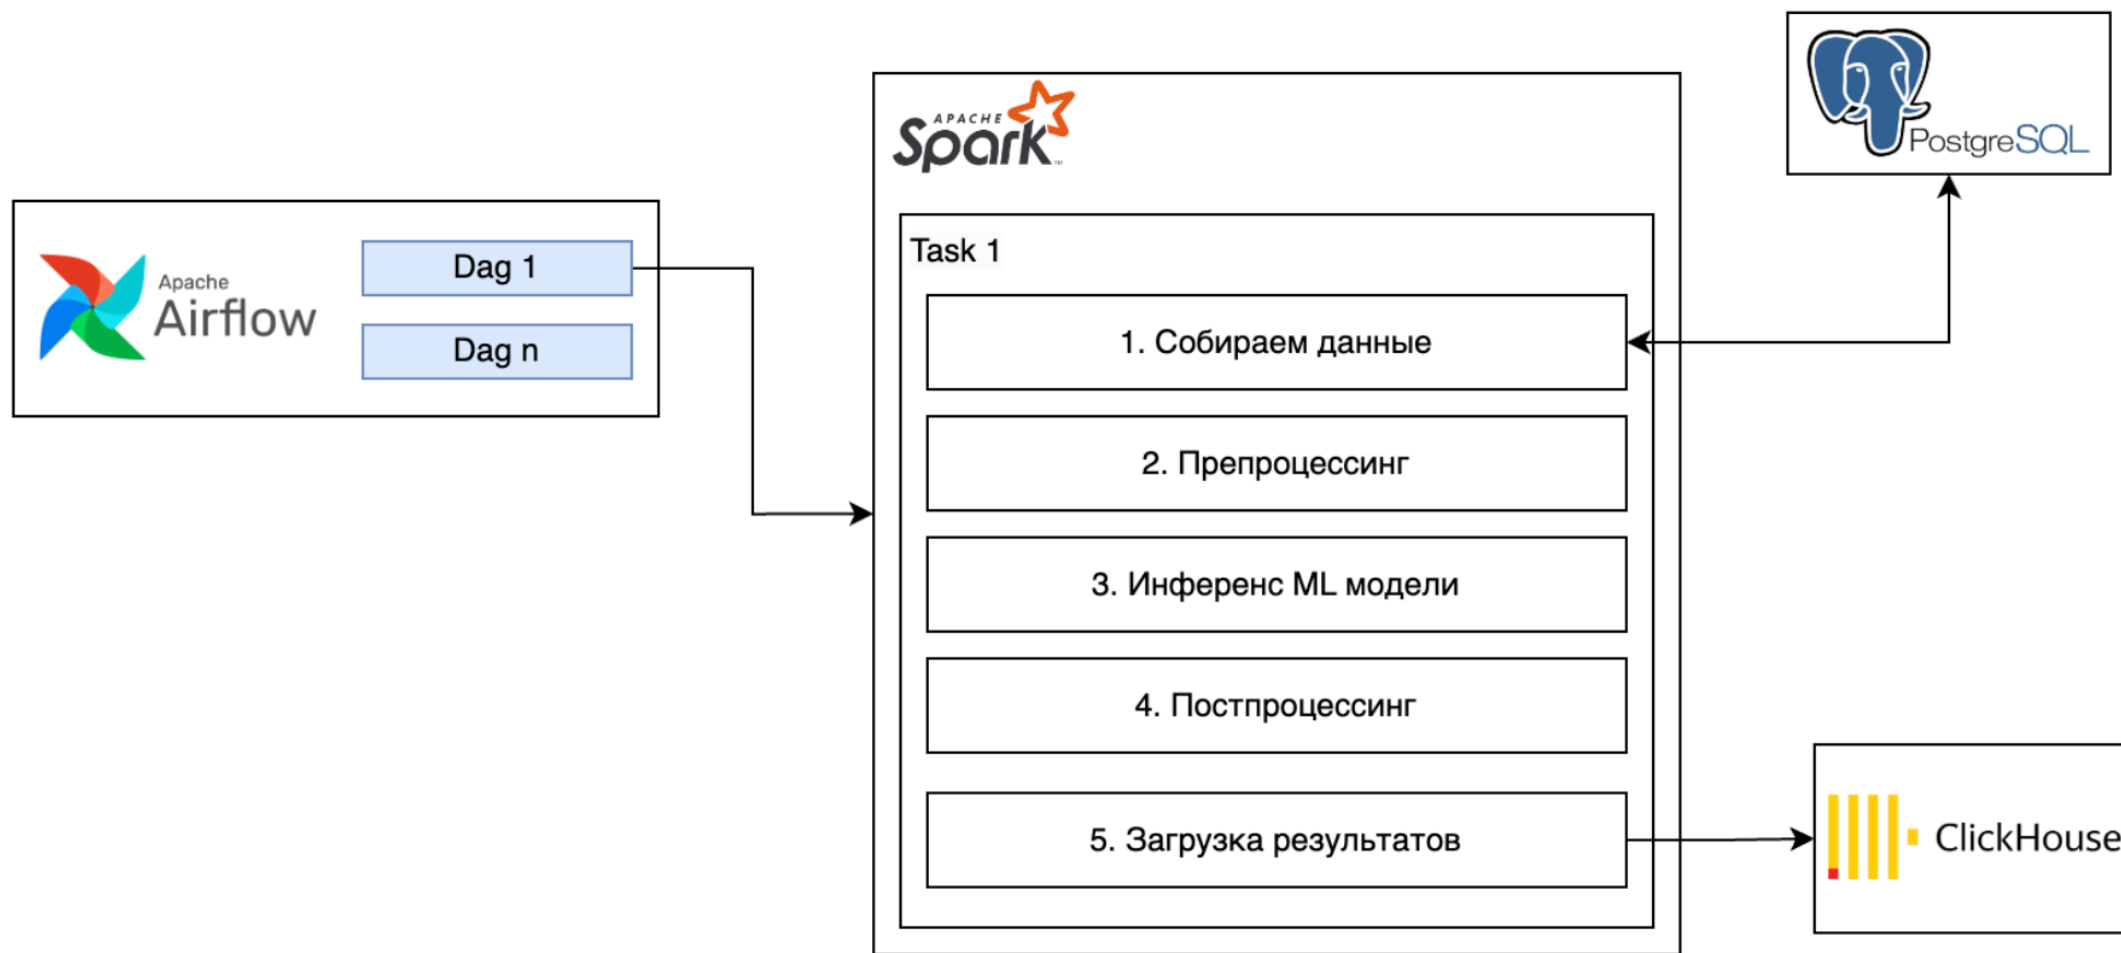 APACHE
Spark™
PostgreSQL
Apache
Airflow
Dag 1
Dag n
Task 1
1. Собираем данные
2. Препроцессинг
3. Инференс ML модели
4. Постпроцессинг
5. Загрузка результатов
ClickHouse